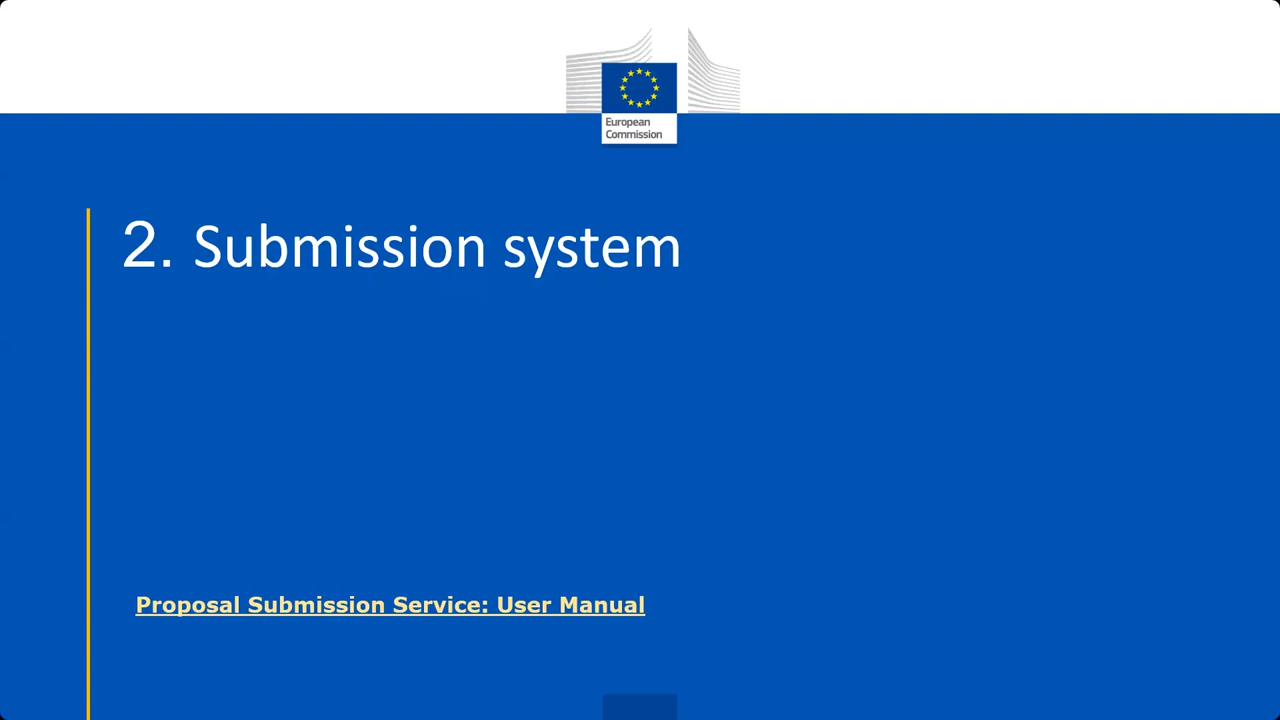 European
Commission
2. Submission system
Proposal Submission Service: User Manual